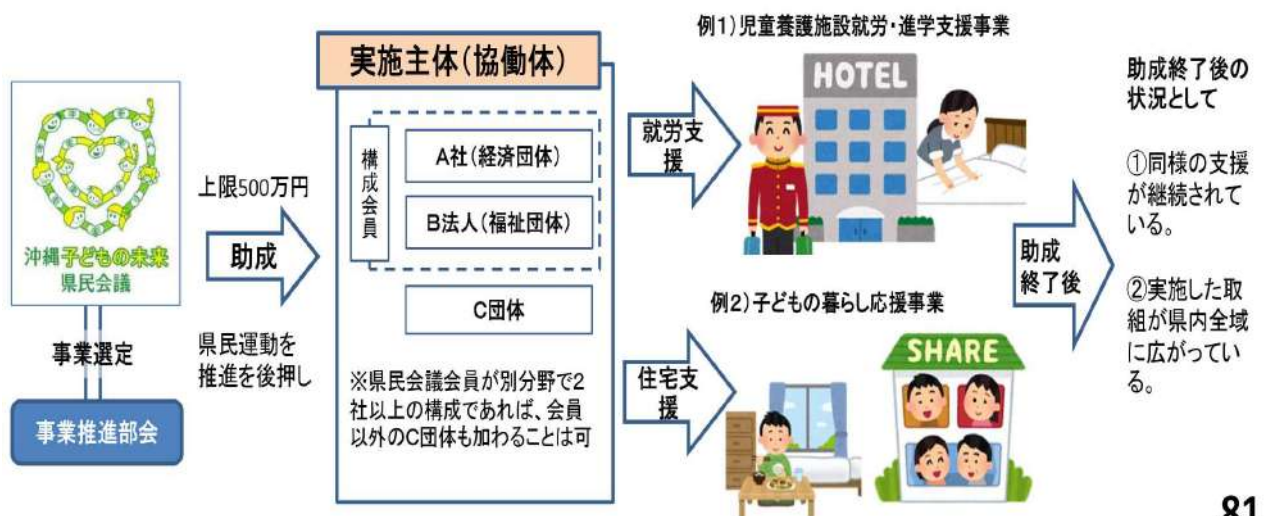 沖縄子どもの未来
県民会議
事業選定
事業推進部会
上限500万円
助成
県民運動を
推進を後押し
実施主体(協働体)
構成会員
A社(経済団体)
B法人(福祉団体)
C団体
※県民会議会員が別分野で2
社以上の構成であれば、会員
以外のC団体も加わることは可
就労支
援
住宅支
援
例1)児童養護施設就労・進学支援事業
HOTEL
例2)子どもの暮らし応援事業
SHARE
助成
終了後
助成終了後の
状況として
①同様の支援
が継続されて
いる。
②実施した取
組が県内全域
に広がってい
る。
81